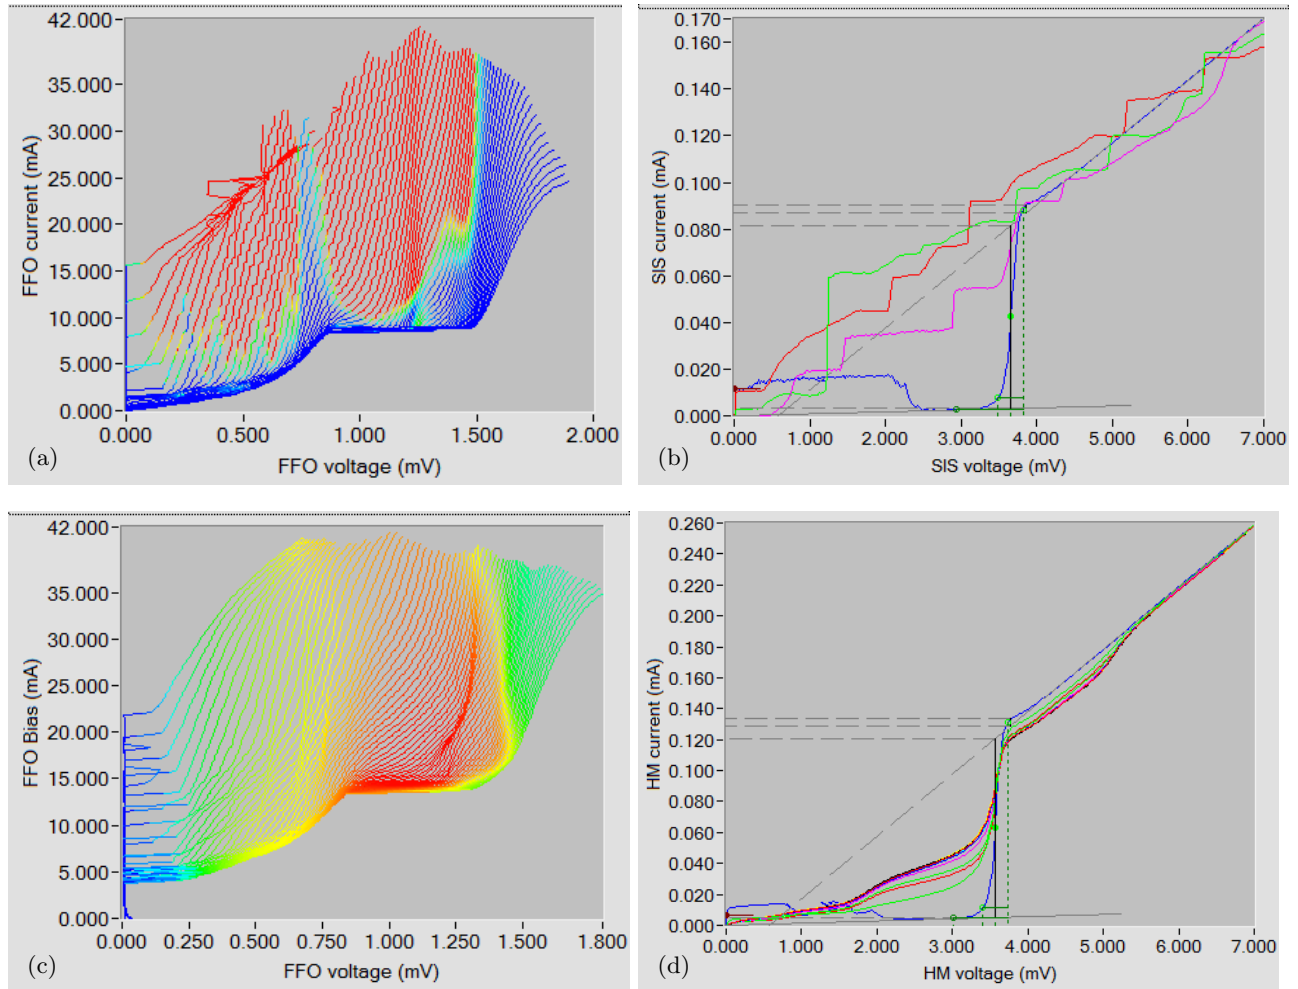 42.000
35.000
30.000
25.000
20.000
15.000
10.000
5.000
0.000
FFO current (mA)
0.000 0.500 1.000 1.500 2.000
FFO voltage (mV)
(a)
0.170
0.160
0.140
0.120
0.100
0.080
0.060
0.040
0.020
0.000
SIS current (mA)
0.000 1.000 2.000 3.000 4.000 5.000 6.000 7.000
SIS voltage (mV)
(b)
42.000
35.000
30.000
25.000
20.000
15.000
10.000
5.000
0.000
FFO Bias (mA)
0.000 0.250 0.500 0.750 1.000 1.250 1.500 1.800
FFO voltage (mV)
(c)
0.260
0.240
0.220
0.200
0.180
0.160
0.140
0.120
0.100
0.080
0.060
0.040
0.020
0.000
HM current (mA)
0.000 1.000 2.000 3.000 4.000 5.000 6.000 7.000
HM voltage (mV)
(d)